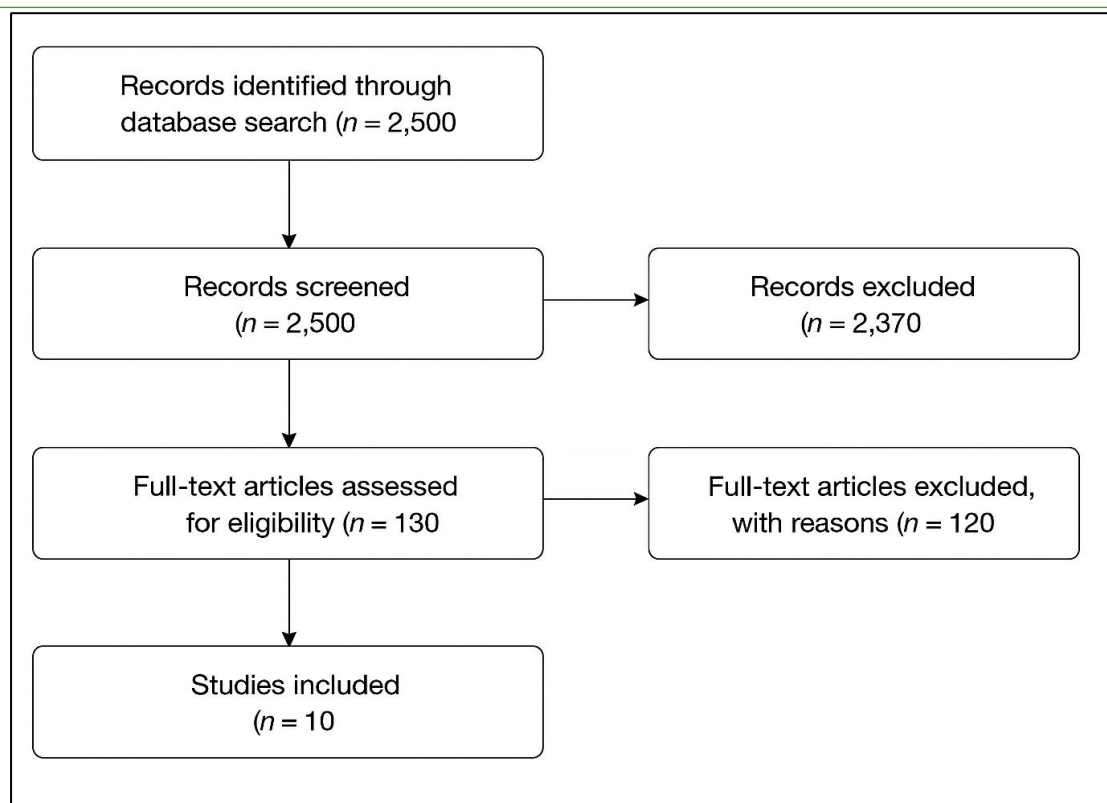 Records identified through
database search (n = 2,500
Records screened
(n = 2,500
Records excluded
(n = 2,370
Full-text articles assessed
for eligibility (n = 130
Full-text articles excluded,
with reasons (n = 120
Studies included
(n = 10